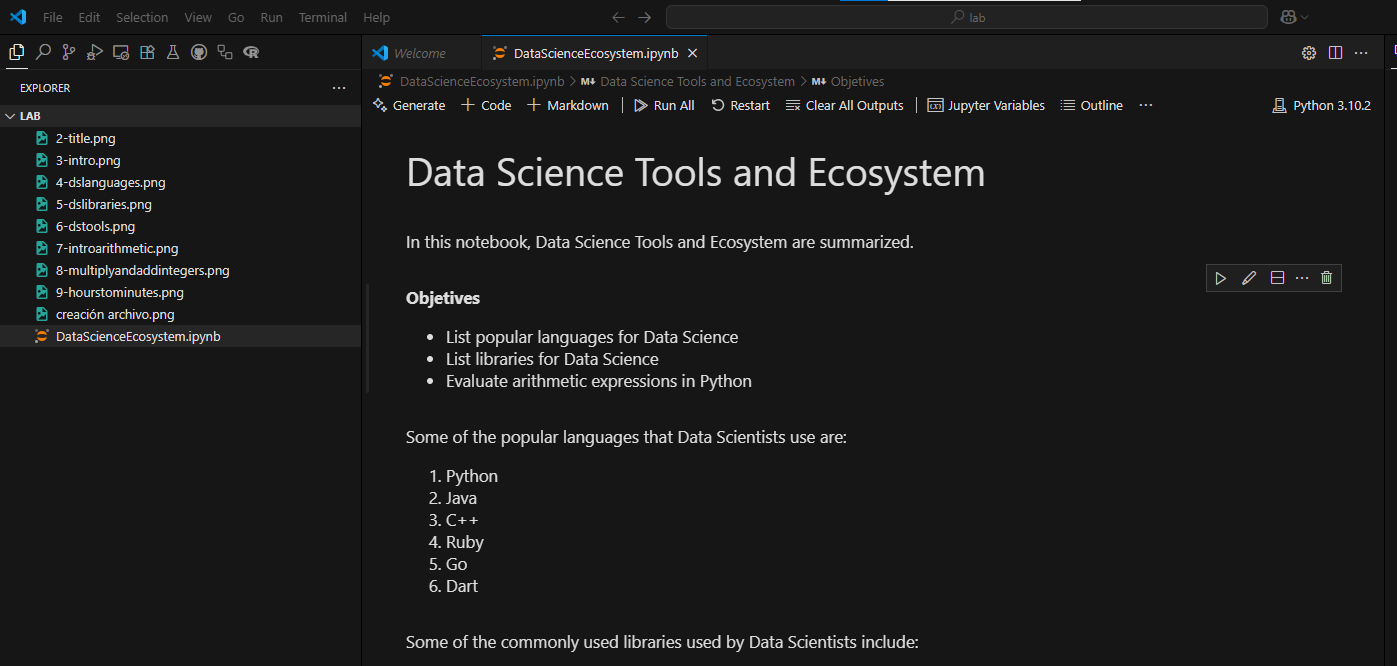 File Edit Selection View Go Run Terminal Help
lab
EXPLORER
LAB
2-title.png
3-intro.png
4-dslanguages.png
5-dslibraries.png
6-dstools.png
7-introarithmetic.png
8-multiplyandaddintegers.png
9-hourstominutes.png
creación archivo.png
DataScienceEcosystem.ipynb
Welcome
DataScienceEcosystem.ipynb
DataScienceEcosystem.ipynb > M↓ Data Science Tools and Ecosystem > M↓ Objetives
Generate + Code + Markdown | Run All Restart Clear All Outputs | Jupyter Variables Outline ... Python 3.10.2
Data Science Tools and Ecosystem
In this notebook, Data Science Tools and Ecosystem are summarized.
Objetives
• List popular languages for Data Science
• List libraries for Data Science
• Evaluate arithmetic expressions in Python
Some of the popular languages that Data Scientists use are:
1. Python
2. Java
3. C++
4. Ruby
5. Go
6. Dart
Some of the commonly used libraries used by Data Scientists include: